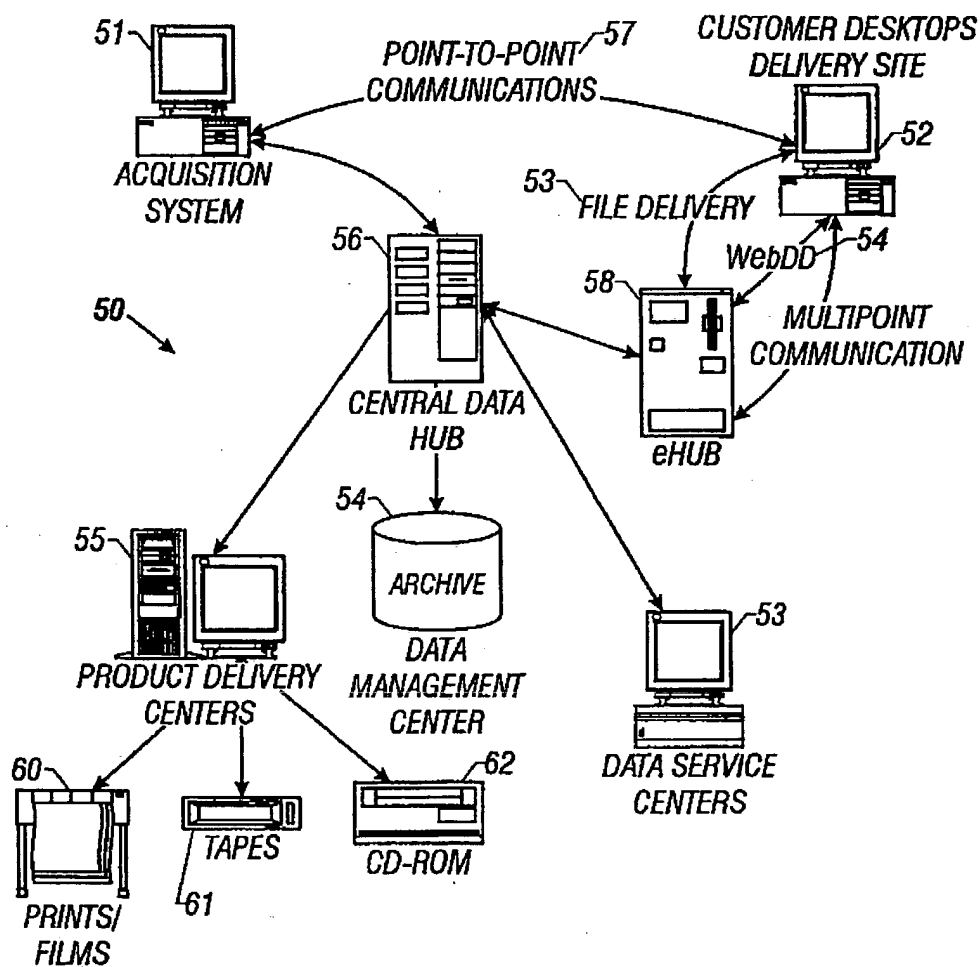 51
POINT-TO-POINT
57
COMMUNICATIONS
CUSTOMER DESKTOPS
DELIVERY SITE
52
ACQUISITION
SYSTEM
53
FILE DELIVERY
WebDD
54
56
58
MULTIPOINT
COMMUNICATION
50
CENTRAL DATA
HUB
eHUB
54
ARCHIVE
DATA
MANAGEMENT
CENTER
55
PRODUCT DELIVERY
CENTERS
53
DATA SERVICE
CENTERS
60
PRINTS/
FILMS
TAPES
61
62
CD-ROM